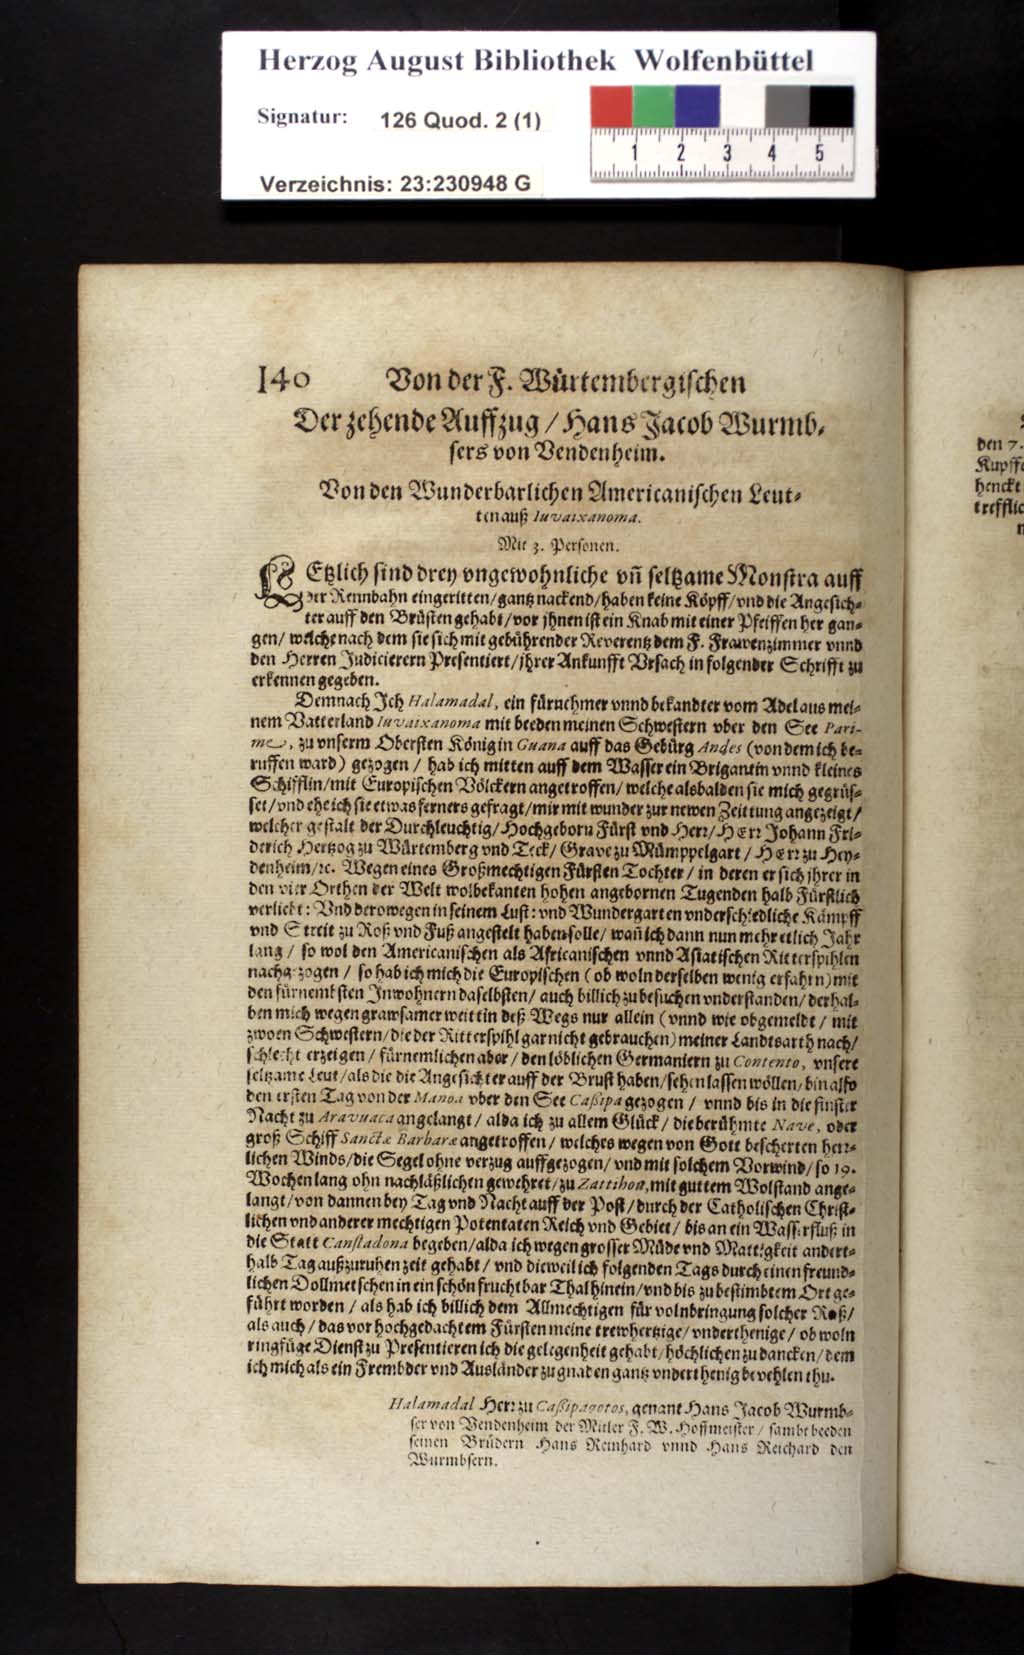 Herzog August Bibliothek Wolfenbüttel
Signatur: 126 Quod. 2 (1)
1 2 3 4 5
Verzeichnis: 23:230948 G
140 Von der F. Würtembergischen
Der zehende Auffzug / Hans Jacob Wurmb-
sers von Vendenheim.
Von den Wunderbarlichen Americanischen Leut-
ten auß Iuvaixanoma.
Mit 3. Personen.
LEtzlich sind drey vngewohnliche vñ seltzame Monstra auff
der Rennbahn eingeritten / gantz nackend / haben keine Köpff / vnd die Angesich-
ter auff den Brüsten gehabt / vor jhnen ist ein Knab mit einer Pfeiffen her gan-
gen / welche nach dem sie sich mit gebührender Reverentz dem F. Frawenzimmer vnnd
den Herren Judicierern Presentiert / jhrer Ankunfft Vrsach in folgender Schrifft zu
erkennen gegeben.
Demnach Ich Halamadal, ein fürnehmer vnnd bekandter vom Adel aus mei-
nem Vatterland Iuvaixanoma mit beeden meinen Schwestern vber den See Pari-
me, zu vnserm Obersten König in Guana auff das Gebürg Andes (von dem ich be-
ruffen ward) gezogen / hab ich mitten auff dem Wasser ein Brigantin vnnd kleines
Schifflin / mit Europischen Völckern angetroffen / welche alsbalden sie mich gegrüs-
set / vnd ehe ich sie etwas ferners gefragt / mir mit wunder zur newen Zeittung angezeigt /
welcher gestalt der Durchleuchtig / Hochgeborn Fürst vnd Herr / HErr Johann Fri-
derich Hertzog zu Würtemberg vnd Teck / Grave zu Mümppelgart / HErr zu Hey-
denheim / ꝛc. Wegen eines Großmechtigen Fürsten Tochter / in deren er sich jhrer in
den vier Orthen der Welt wolbekanten hohen angebornen Tugenden halb Fürstlich
verliebt: Vnd derowegen in seinem Lust: vnd Wundergarten vnderschiedliche Kämpff
vnd Streit zu Roß vnd Fuß angestelt haben solle / wañ ich dann nun mehr etlich Jahr
lang / so wol den Americanischen als Africanischen vnnd Asiatischen Ritterspihlen
nachgezogen / so hab ich mich die Europischen (ob woln derselben wenig erfahrn) mit
den fürnembsten Inwohnern daselbsten / auch billich zu besuchen vnderstanden / derhal-
ben mich wegen grawsamer weittin deß Wegs nur allein (vnnd wie obgemeldt / mit
zwoen Schwestern / die der Ritterspihl gar nicht gebrauchen) meiner Landtsarth nach /
schlecht erzeigen / fürnemlichen aber / den löblichen Germaniern zu Contento, vnsere
seltzame Leut / als die die Angesichter auff der Brust haben / sehen lassen wöllen / bin also
den ersten Tag von der Manoa vber den See Caßipa gezogen / vnnd bis in die finster
Nacht zu Aravuaca angelangt / alda ich zu allem Glück / die berühmte Nave, oder
groß Schiff Sanctæ Barbaræ angetroffen / welches wegen von Gott bescherten herr-
lichen Winds / die Segel ohne verzug auffgezogen / vnd mit solchem Vorwind / so 19.
Wochen lang ohn nachläßlichen gewehret / zu Zattihoa, mit guttem Wolstand ange-
langt / von dannen bey Tag vnd Nacht auff der Post / durch der Catholischen Christ-
lichen vnd anderer mechtigen Potentaten Reich vnd Gebiet / bis an ein Wasserfluß in
die Statt Canstadona begeben / alda ich wegen grosser Müde vnd Mattigkeit andert-
halb Tag außzuruhen zeit gehabt / vnd dieweil ich folgenden Tags durch einen freund-
lichen Dollmetschen in ein schön fruchtbar Thal hinein / vnd bis zu bestimbtem Ort ge-
führt worden / als hab ich billich dem Allmechtigen für volnbringung solcher Raiß /
als auch / das vor hochgedachtem Fürsten meine trewhertzige / vnderthenige / ob woln
ringfüge Dienst zu Presentieren ich die gelegenheit gehabt / höchlichen zu dancken / dem
ich mich als ein Frembder vnd Ausländer zu gnaden gantz vnderthenig bevehlen thu.
Halamadal Herr zu Caßipagotos, genant Hans Jacob Wurmb-
ser von Vendenheim der Mitler F. W. Hoffmeister / sambt beeden
seinen Brüdern Hans Reinhard vnnd Hans Reichard den
Wurmbsern.
den 7.
henckt